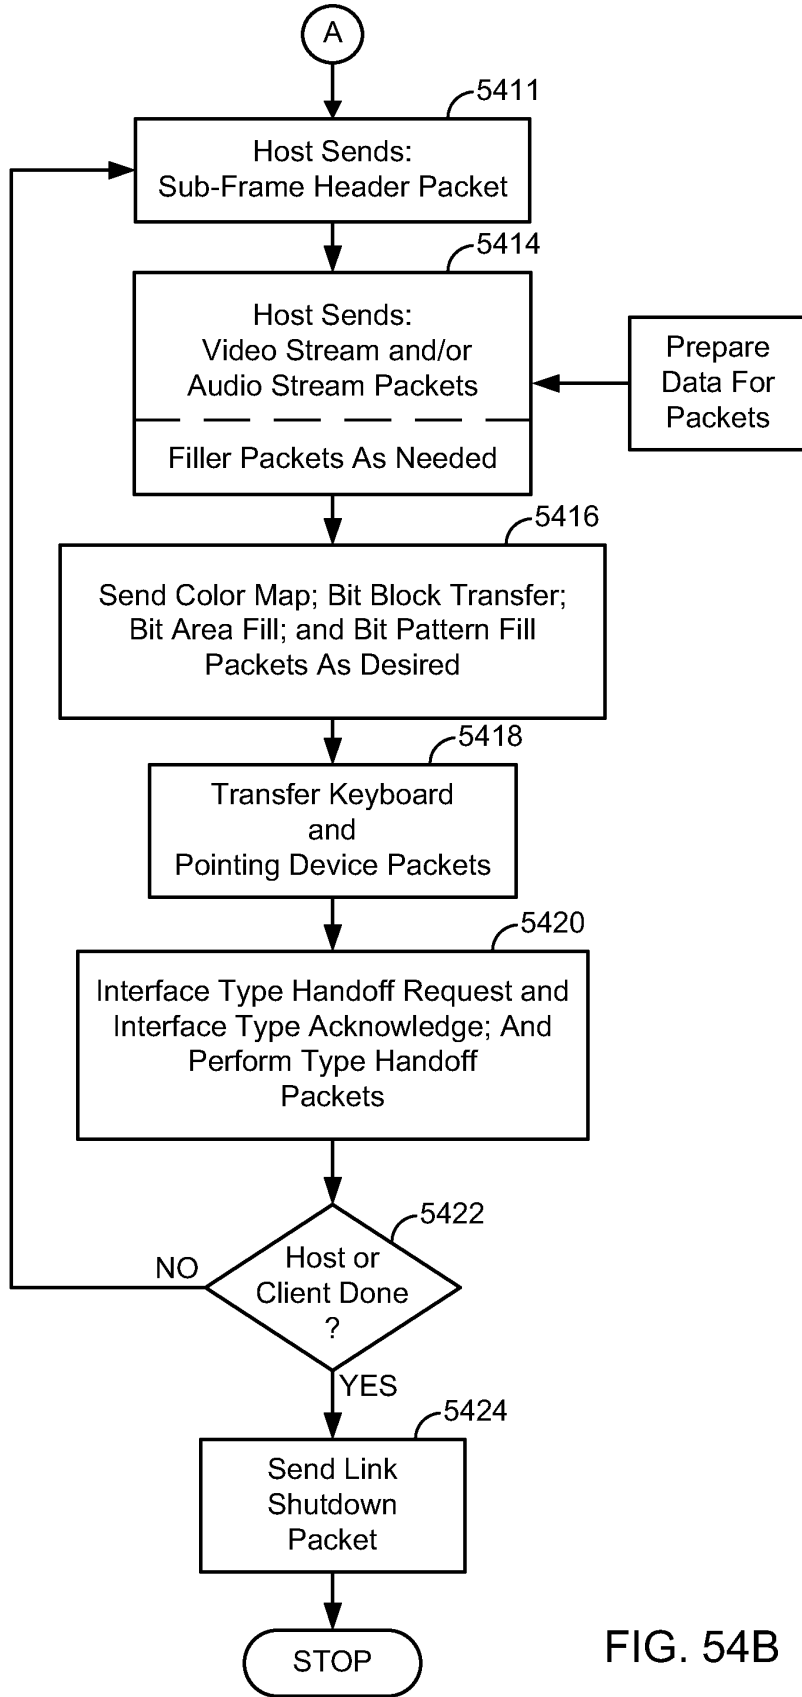 A
5411
Host Sends:
Sub-Frame Header Packet
5414
Host Sends:
Video Stream and/or
Audio Stream Packets
Filler Packets As Needed
Prepare
Data For
Packets
5416
Send Color Map; Bit Block Transfer;
Bit Area Fill; and Bit Pattern Fill
Packets As Desired
5418
Transfer Keyboard
and
Pointing Device Packets
5420
Interface Type Handoff Request and
Interface Type Acknowledge; And
Perform Type Handoff
Packets
5422
Host or
Client Done
?
NO
YES
5424
Send Link
Shutdown
Packet
STOP
FIG. 54B